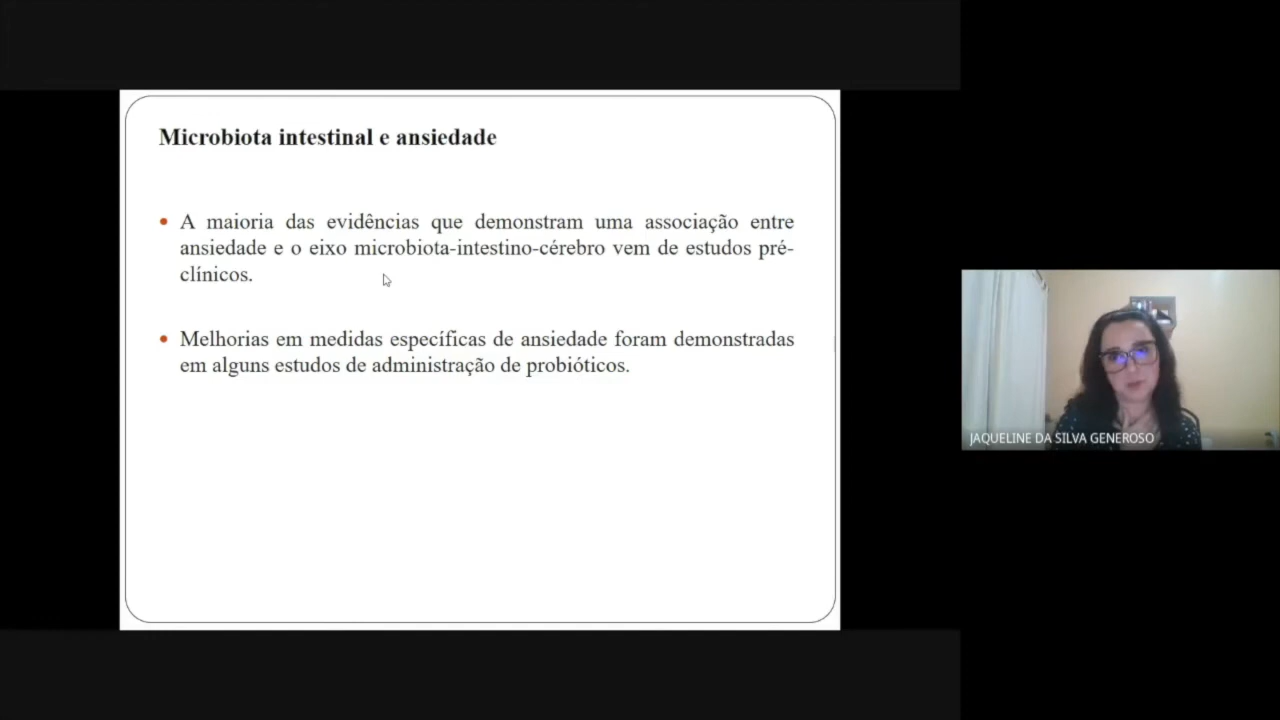 Microbiota intestinal e ansiedade
• A maioria das evidências que demonstram uma associação entre
ansiedade e o eixo microbiota-intestino-cérebro vem de estudos pré-
clínicos.
• Melhorias em medidas específicas de ansiedade foram demonstradas
em alguns estudos de administração de probióticos.
JAQUELINE DA SILVA GENEROSO